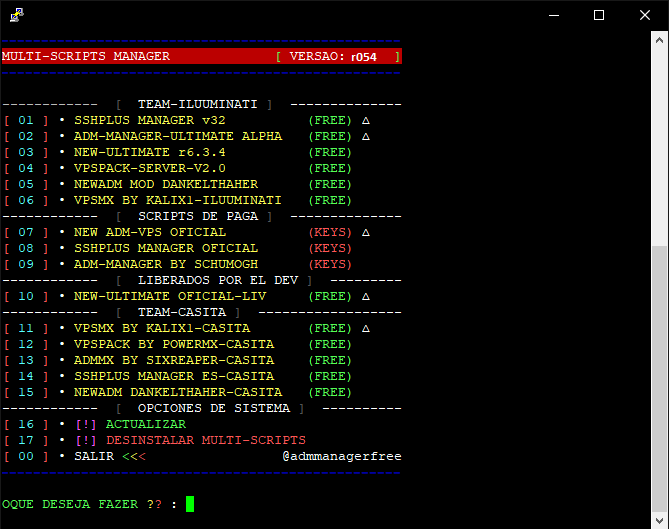 ------------------------------------------------
MULTI-SCRIPTS MANAGER [ VERSAO: r054 ]
------------------------------------------------
------------ [ TEAM-ILUUMINATI ] --------------
[ 01 ] • SSHPLUS MANAGER v32 (FREE) △
[ 02 ] • ADM-MANAGER-ULTIMATE ALPHA (FREE) △
[ 03 ] • NEW-ULTIMATE r6.3.4 (FREE)
[ 04 ] • VPSPACK-SERVER-V2.0 (FREE)
[ 05 ] • NEWADM MOD DANKELTHAHER (FREE)
[ 06 ] • VPSMX BY KALIX1-ILUUMINATI (FREE)
------------ [ SCRIPTS DE PAGA ] --------------
[ 07 ] • NEW ADM-VPS OFICIAL (KEYS) △
[ 08 ] • SSHPLUS MANAGER OFICIAL (KEYS)
[ 09 ] • ADM-MANAGER BY SCHUMOGH (KEYS)
------------ [ LIBERADOS POR EL DEV ] ---------
[ 10 ] • NEW-ULTIMATE OFICIAL-LIV (FREE) △
------------ [ TEAM-CASITA ] ------------------
[ 11 ] • VPSMX BY KALIX1-CASITA (FREE) △
[ 12 ] • VPSPACK BY POWERMX-CASITA (FREE)
[ 13 ] • ADMMX BY SIXREAPER-CASITA (FREE)
[ 14 ] • SSHPLUS MANAGER ES-CASITA (FREE)
[ 15 ] • NEWADM DANKELTHAHER-CASITA (FREE)
------------ [ OPCIONES DE SISTEMA ] ----------
[ 16 ] • [!] ACTUALIZAR
[ 17 ] • [!] DESINSTALAR MULTI-SCRIPTS
[ 00 ] • SALIR <<< @admmanagerfree
------------------------------------------------
OQUE DESEJA FAZER ?? :